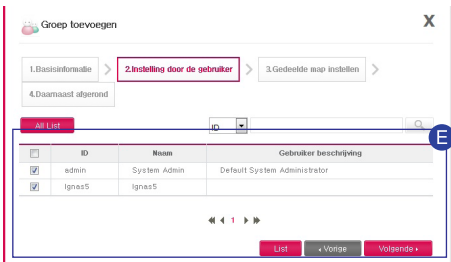 Groep toevoegen X
1.Basisinformatie > 2.Instelling door de gebruiker > 3.Gedeelde map instellen >
4.Daarnaast afgerond
All List ID
E
ID Naam Gebruiker beschrijving
admin System Admin Default System Administrator
Ignas5 Ignas5
1
List Vorige Volgende